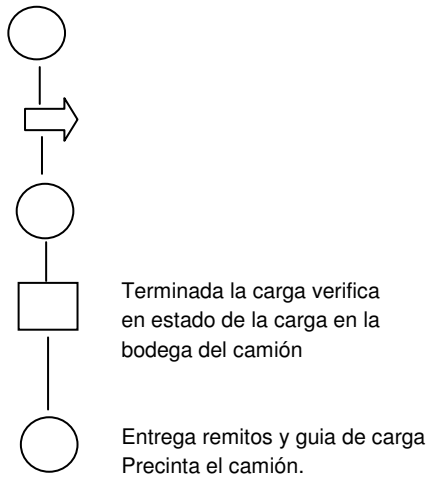 Terminada la carga verifica
en estado de la carga en la
bodega del camión
Entrega remitos y guia de carga
Precinta el camión.